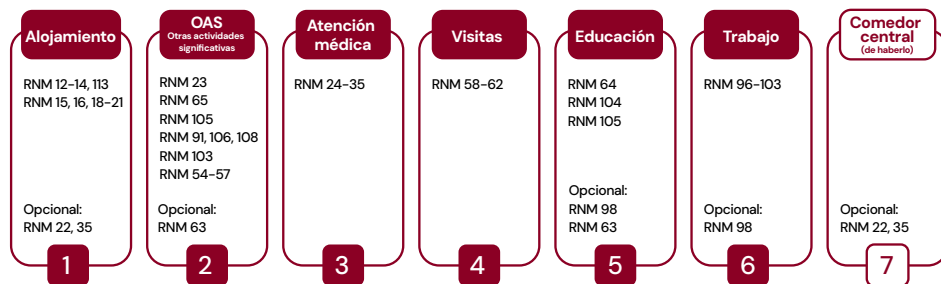 Alojamiento
RNM 12-14, 113
RNM 15, 16, 18-21
Opcional:
RNM 22, 35
1
OAS
Otras actividades
significativas
RNM 23
RNM 65
RNM 105
RNM 91, 106, 108
RNM 103
RNM 54-57
Opcional:
RNM 63
2
Atención
médica
RNM 24-35
3
Visitas
RNM 58-62
4
Educación
RNM 64
RNM 104
RNM 105
Opcional:
RNM 98
RNM 63
5
Trabajo
RNM 96-103
Opcional:
RNM 98
6
Comedor
central
(de haberlo)
Opcional:
RNM 22, 35
7